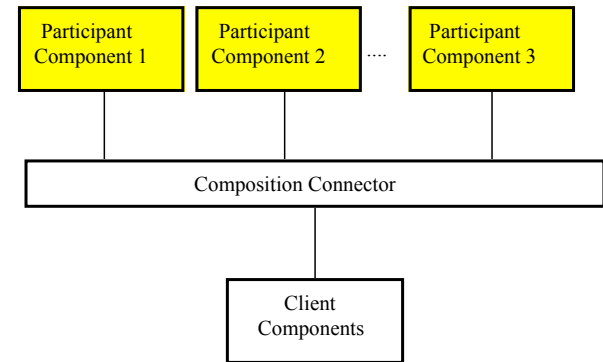 Participant
Component 1
Participant
Component 2
....
Participant
Component 3
Composition Connector
Client
Components